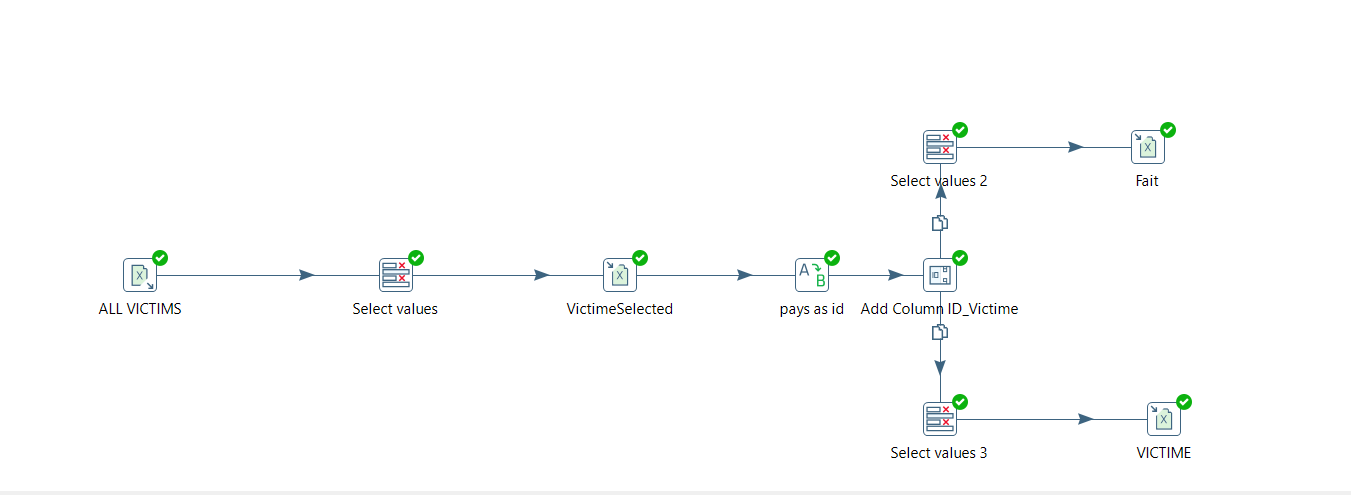 Select values 2
Fait
ALL VICTIMS
Select values
VictimeSelected
pays as id
Add Column ID_Victime
Select values 3
VICTIME